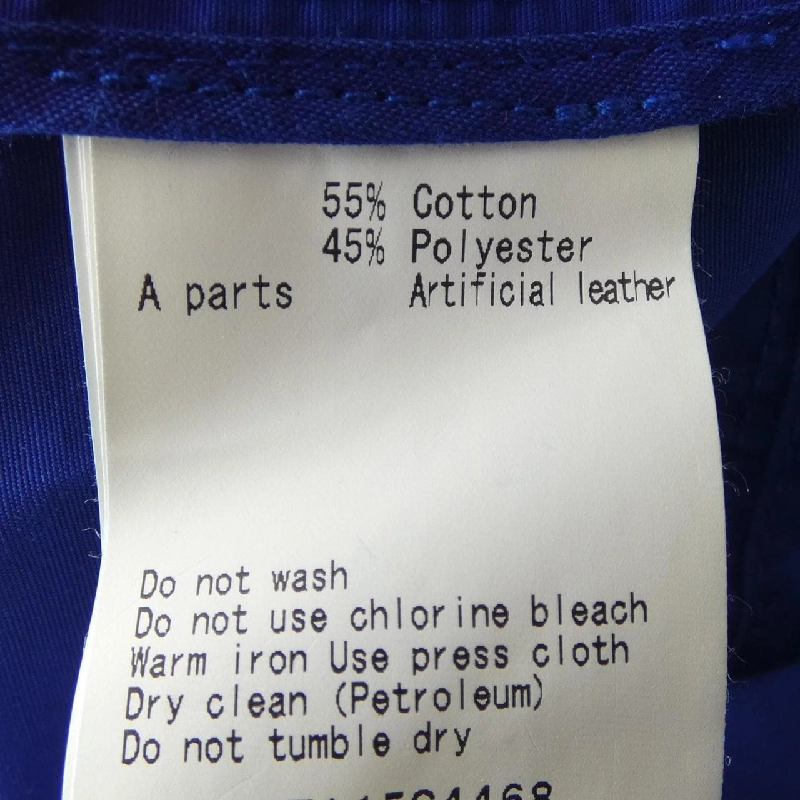 55% Cotton
45% Polyester
A parts Artificial leather
Do not wash
Do not use chlorine bleach
Warm iron Use press cloth
Dry clean (Petroleum)
Do not tumble dry